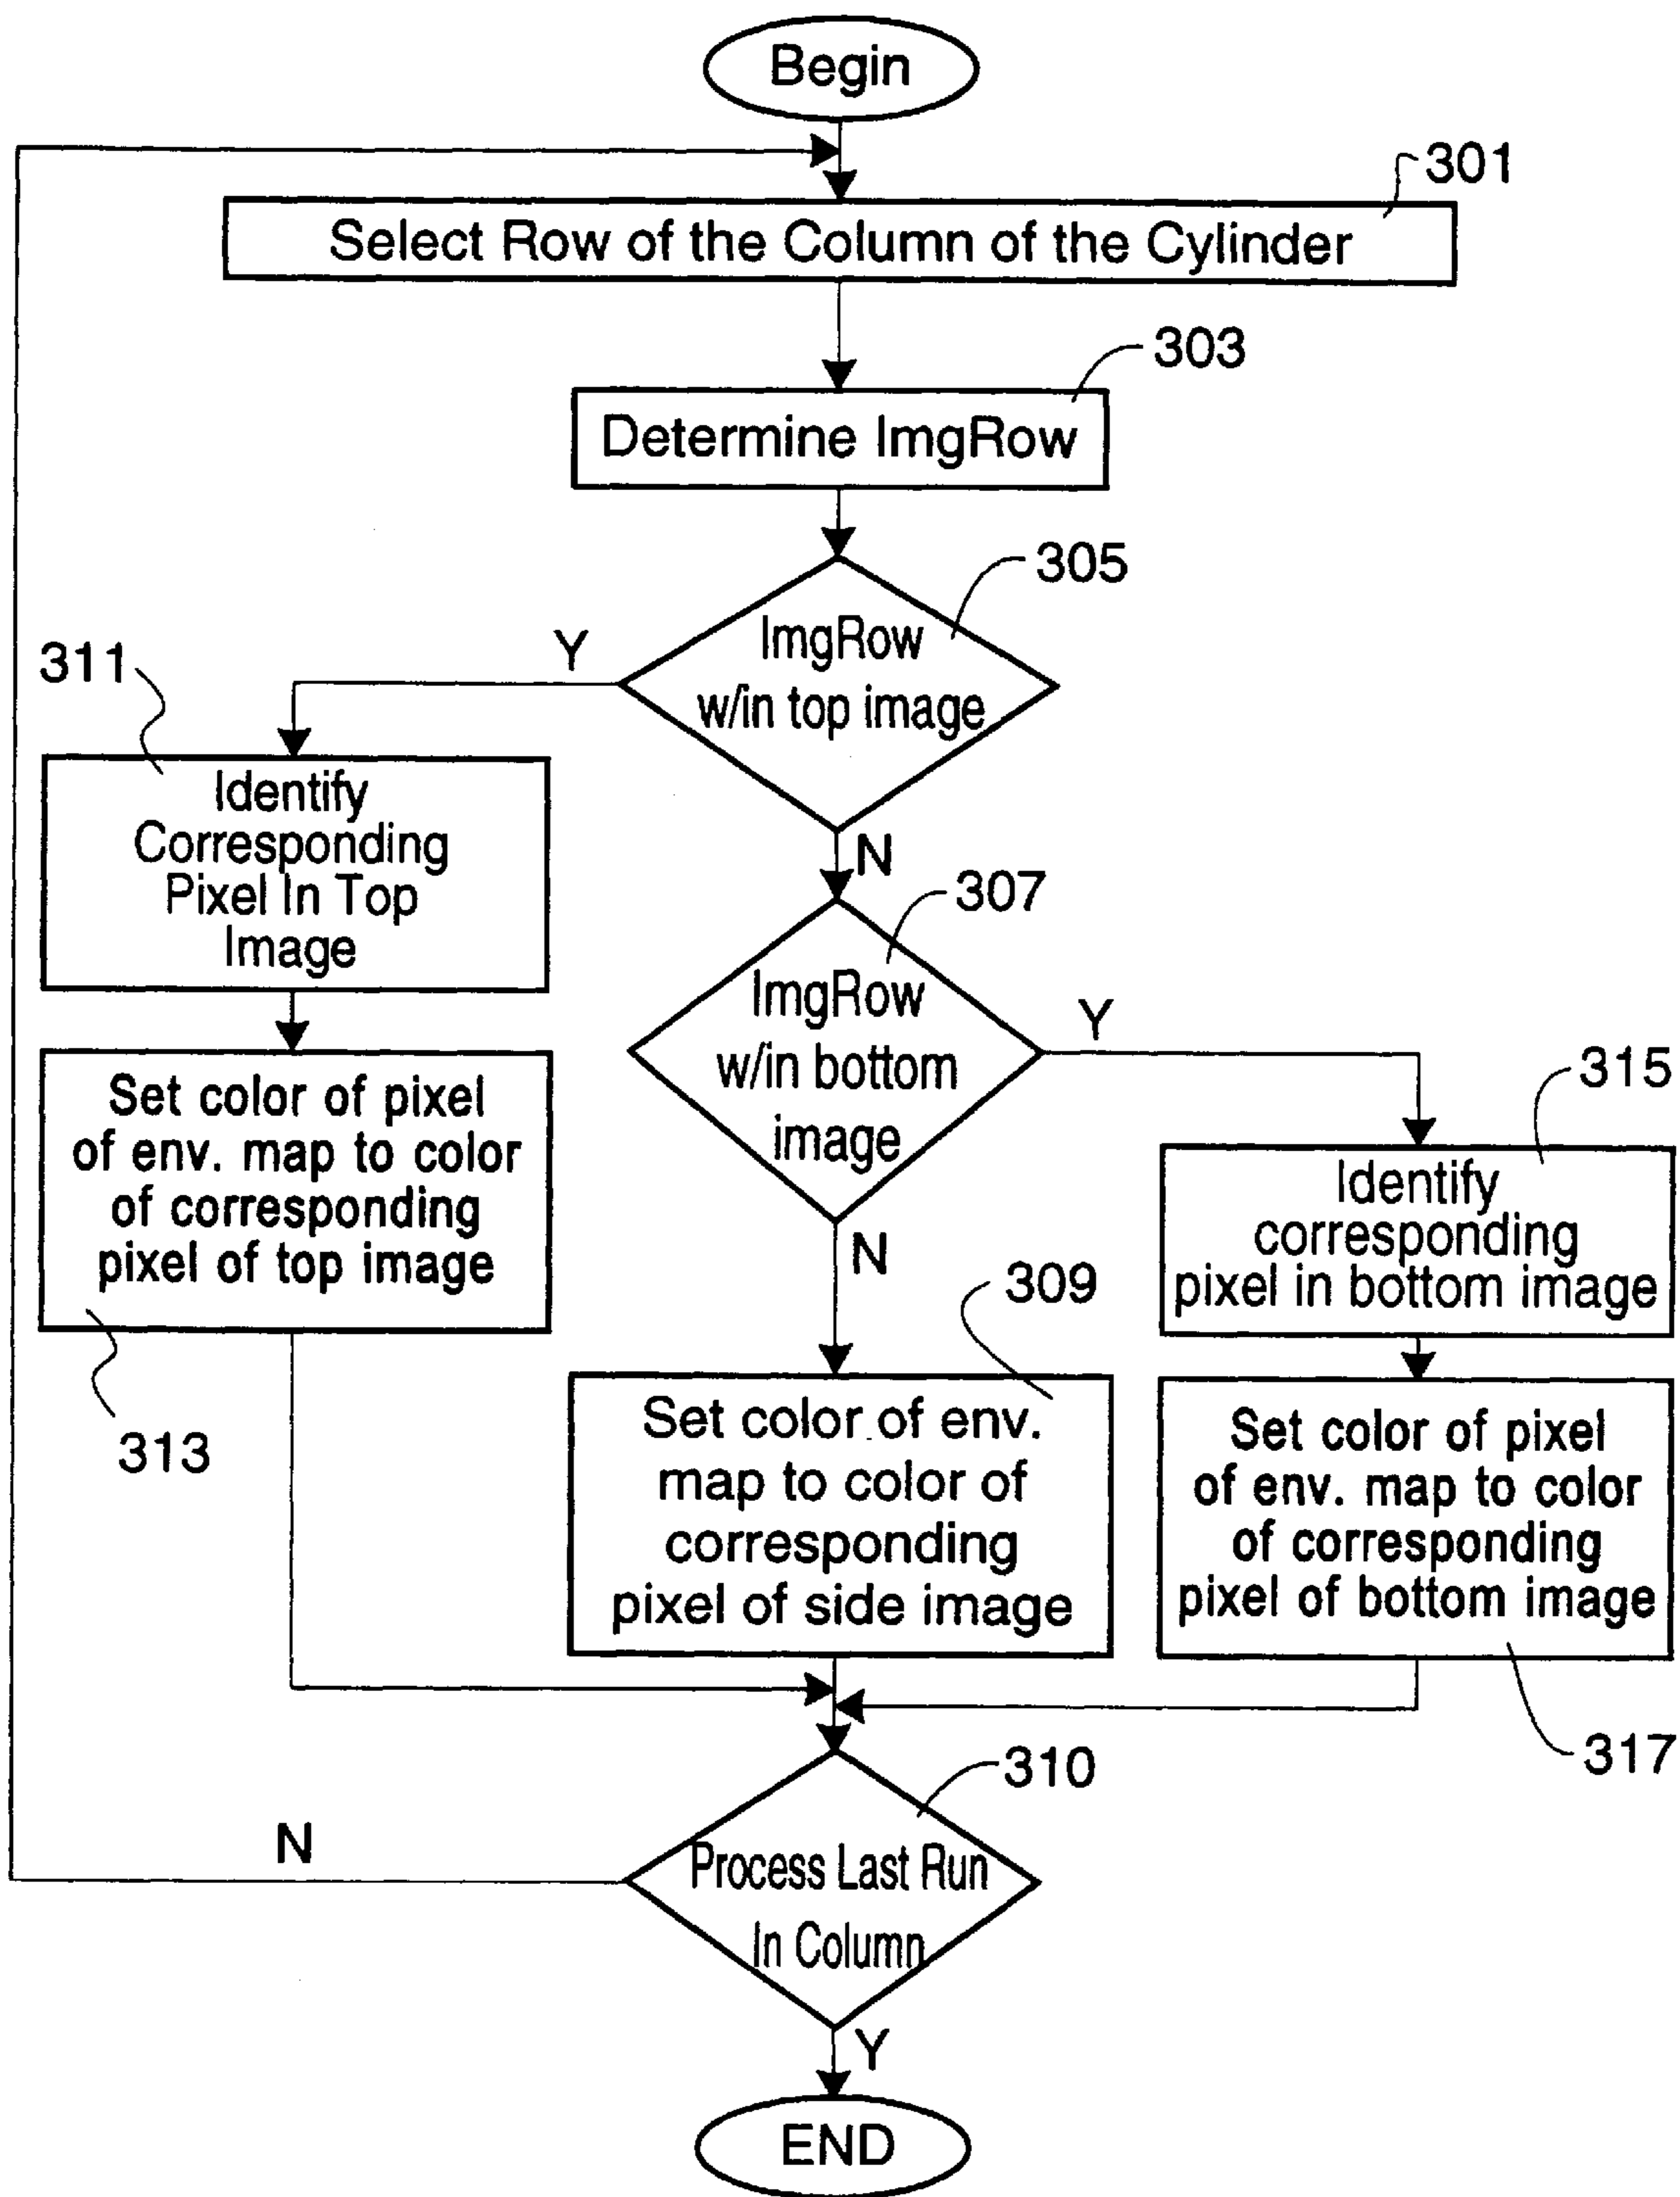 Begin
301
Select Row of the Column of the Cylinder
303
Determine ImgRow
305
ImgRow
w/in top image
Y
N
311
Identify
Corresponding
Pixel In Top
Image
Set color of pixel
of env. map to color
of corresponding
pixel of top image
313
307
ImgRow
w/in bottom
image
Y
N
315
Identify
corresponding
pixel in bottom image
309
Set color of env.
map to color of
corresponding
pixel of side image
Set color of pixel
of env. map to color
of corresponding
pixel of bottom image
317
310
Process Last Run
In Column
N
Y
END